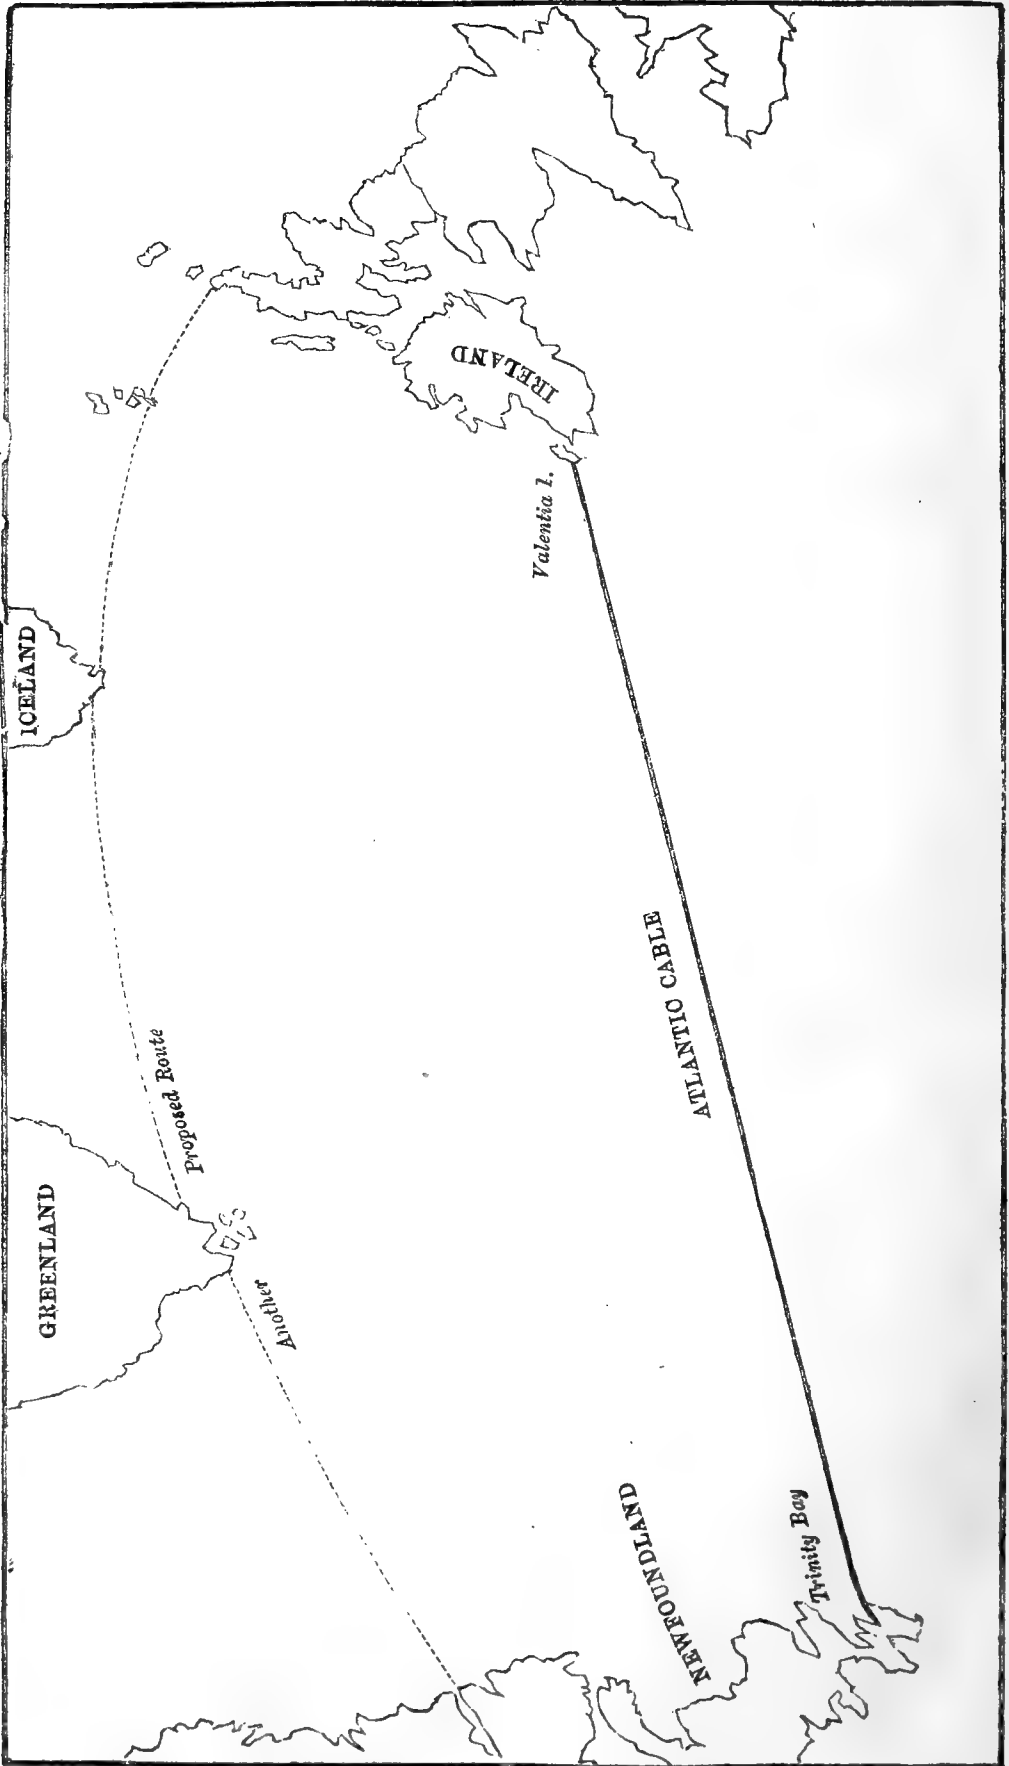 GREENLAND
ICELAND
Another
Proposed Route
IRELAND
Valentia I.
ATLANTIC CABLE
NEWFOUNDLAND
Trinity Bay